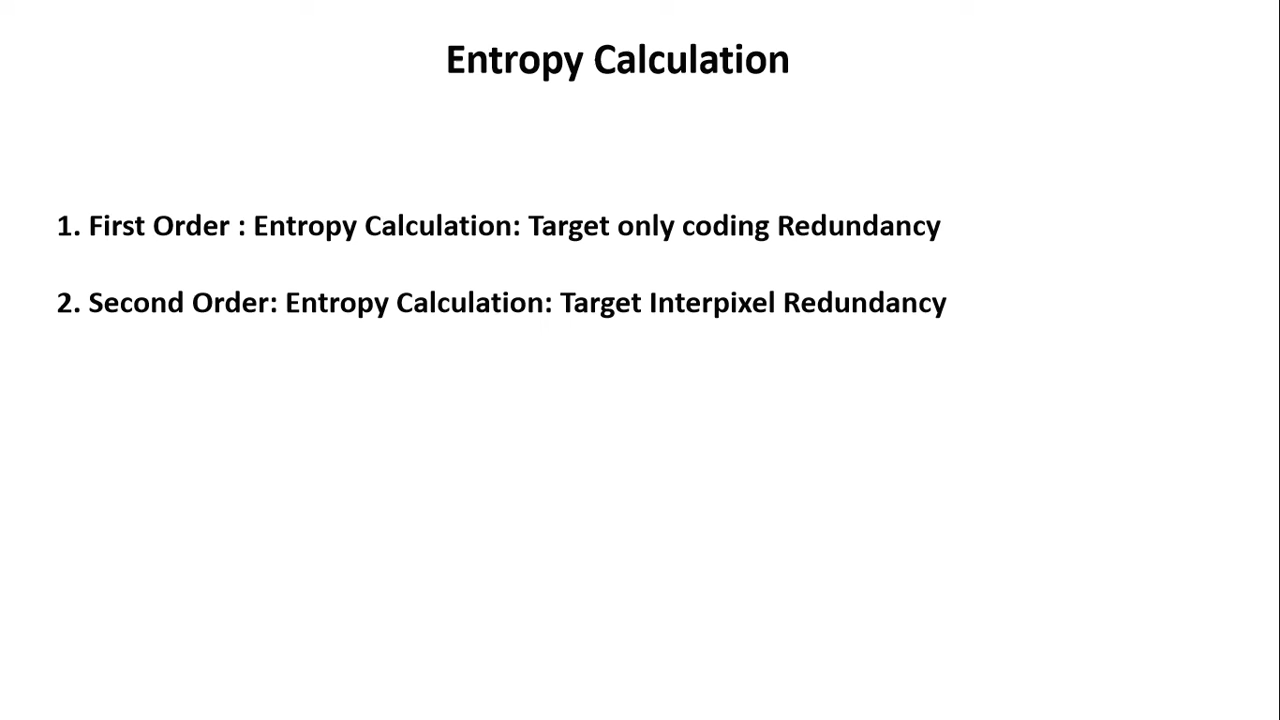 Entropy Calculation
1. First Order : Entropy Calculation: Target only coding Redundancy
2. Second Order: Entropy Calculation: Target Interpixel Redundancy